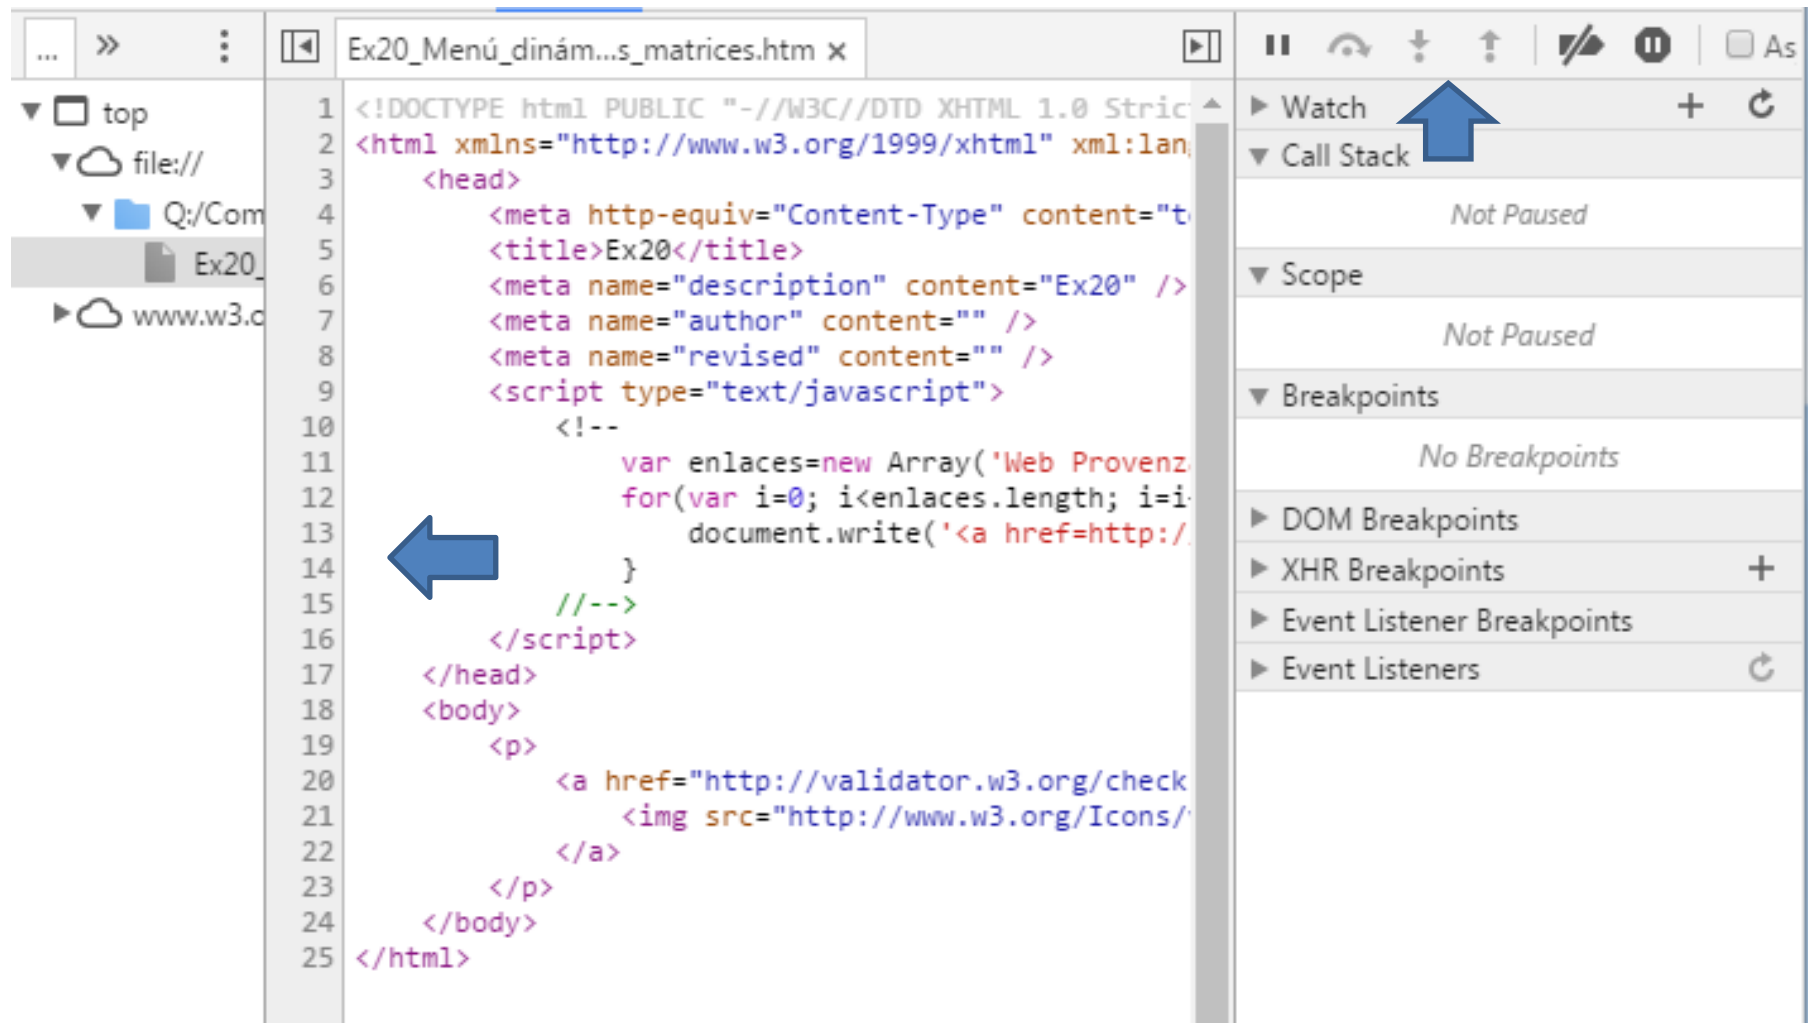 ...
»
Ex20_Menú_dinám...s_matrices.htm ×
As
top
file://
Q:/Com
Ex20_
www.w3.o
1 <!DOCTYPE html PUBLIC "-//W3C//DTD XHTML 1.0 Stric
2 <html xmlns="http://www.w3.org/1999/xhtml" xml:lan
3 <head>
4 <meta http-equiv="Content-Type" content="t
5 <title>Ex20</title>
6 <meta name="description" content="Ex20" />
7 <meta name="author" content="" />
8 <meta name="revised" content="" />
9 <script type="text/javascript">
10 <!--
11 var enlaces=new Array('Web Provenz
12 for(var i=0; i<enlaces.length; i=i
13 document.write('<a href=http:/
14 }
15 //-->
16 </script>
17 </head>
18 <body>
19 <p>
20 <a href="http://validator.w3.org/check
21 <img src="http://www.w3.org/Icons/
22 </a>
23 </p>
24 </body>
25 </html>
Watch
Call Stack
Not Paused
Scope
Not Paused
Breakpoints
No Breakpoints
DOM Breakpoints
XHR Breakpoints
Event Listener Breakpoints
Event Listeners